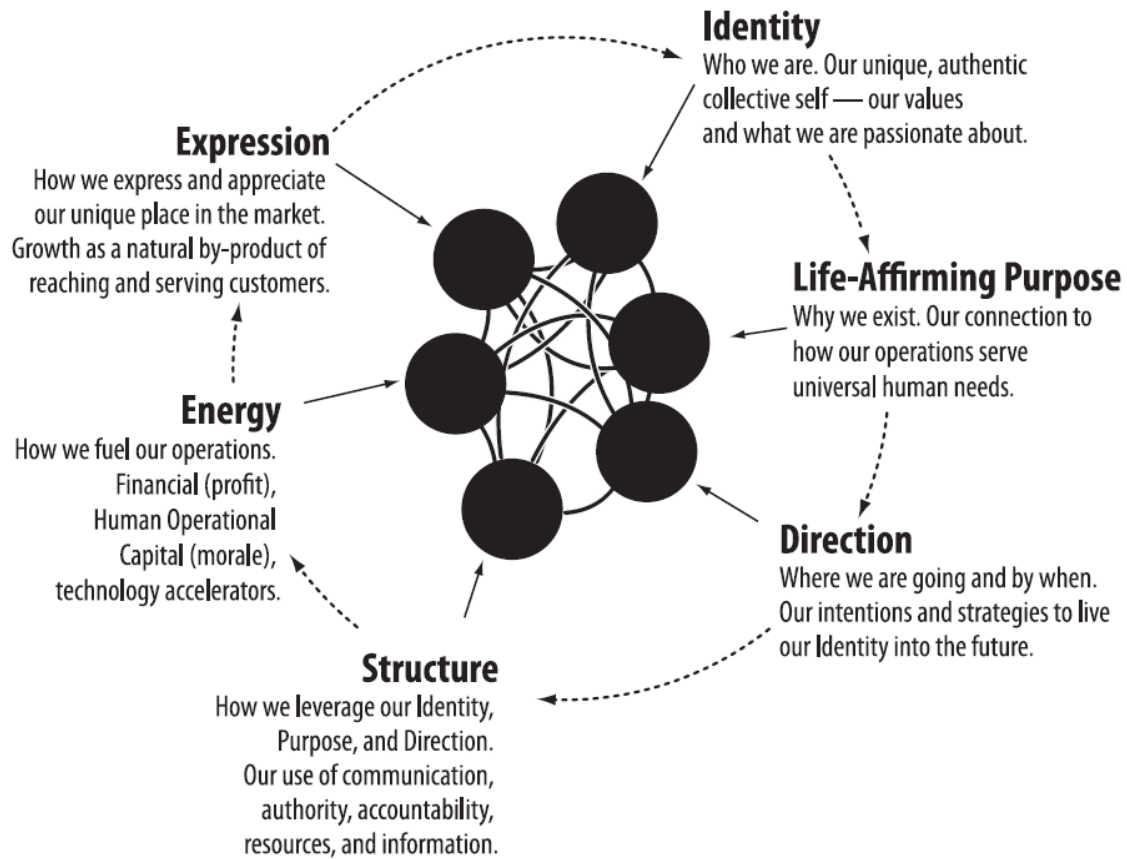 Identity
Who we are. Our unique, authentic
collective self — our values
and what we are passionate about.
Life-Affirming Purpose
Why we exist. Our connection to
how our operations serve
universal human needs.
Direction
Where we are going and by when.
Our intentions and strategies to live
our Identity into the future.
Structure
How we leverage our Identity,
Purpose, and Direction.
Our use of communication,
authority, accountability,
resources, and information.
Energy
How we fuel our operations.
Financial (profit),
Human Operational
Capital (morale),
technology accelerators.
Expression
How we express and appreciate
our unique place in the market.
Growth as a natural by-product of
reaching and serving customers.